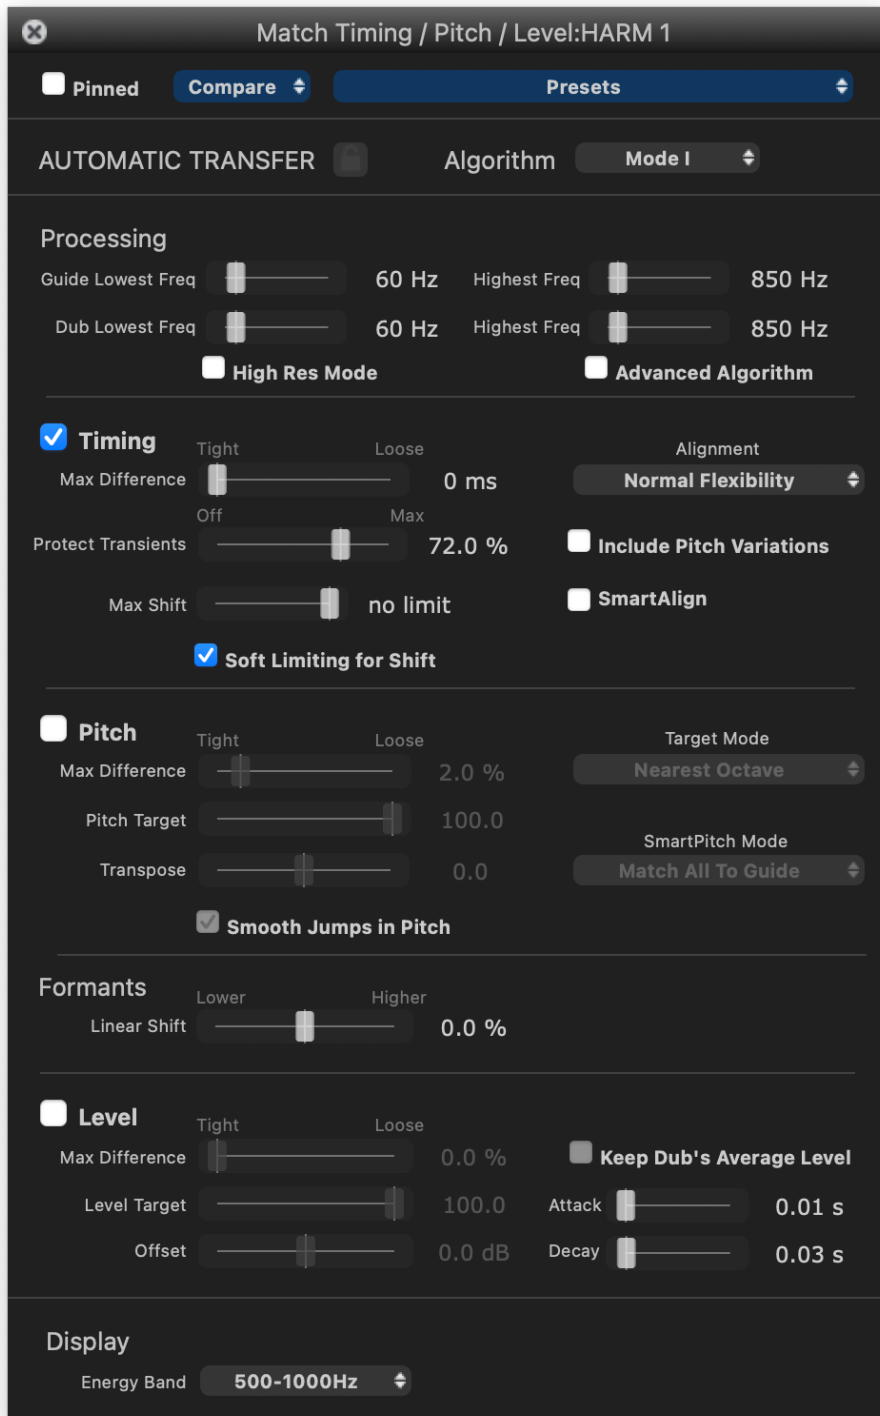 Match Timing / Pitch / Level:HARM 1
Pinned Compare Presets
AUTOMATIC TRANSFER Algorithm Mode I
Processing
Guide Lowest Freq 60 Hz Highest Freq 850 Hz
Dub Lowest Freq 60 Hz Highest Freq 850 Hz
High Res Mode Advanced Algorithm
Timing Tight Loose Alignment
Max Difference 0 ms Normal Flexibility
Off Max
Protect Transients 72.0 % Include Pitch Variations
Max Shift no limit SmartAlign
Soft Limiting for Shift
Pitch Tight Loose Target Mode
Max Difference 2.0 % Nearest Octave
Pitch Target 100.0
SmartPitch Mode
Transpose 0.0 Match All To Guide
Smooth Jumps in Pitch
Formants Lower Higher
Linear Shift 0.0 %
Level Tight Loose
Max Difference 0.0 % Keep Dub's Average Level
Level Target 100.0 Attack 0.01 s
Offset 0.0 dB Decay 0.03 s
Display
Energy Band 500-1000Hz